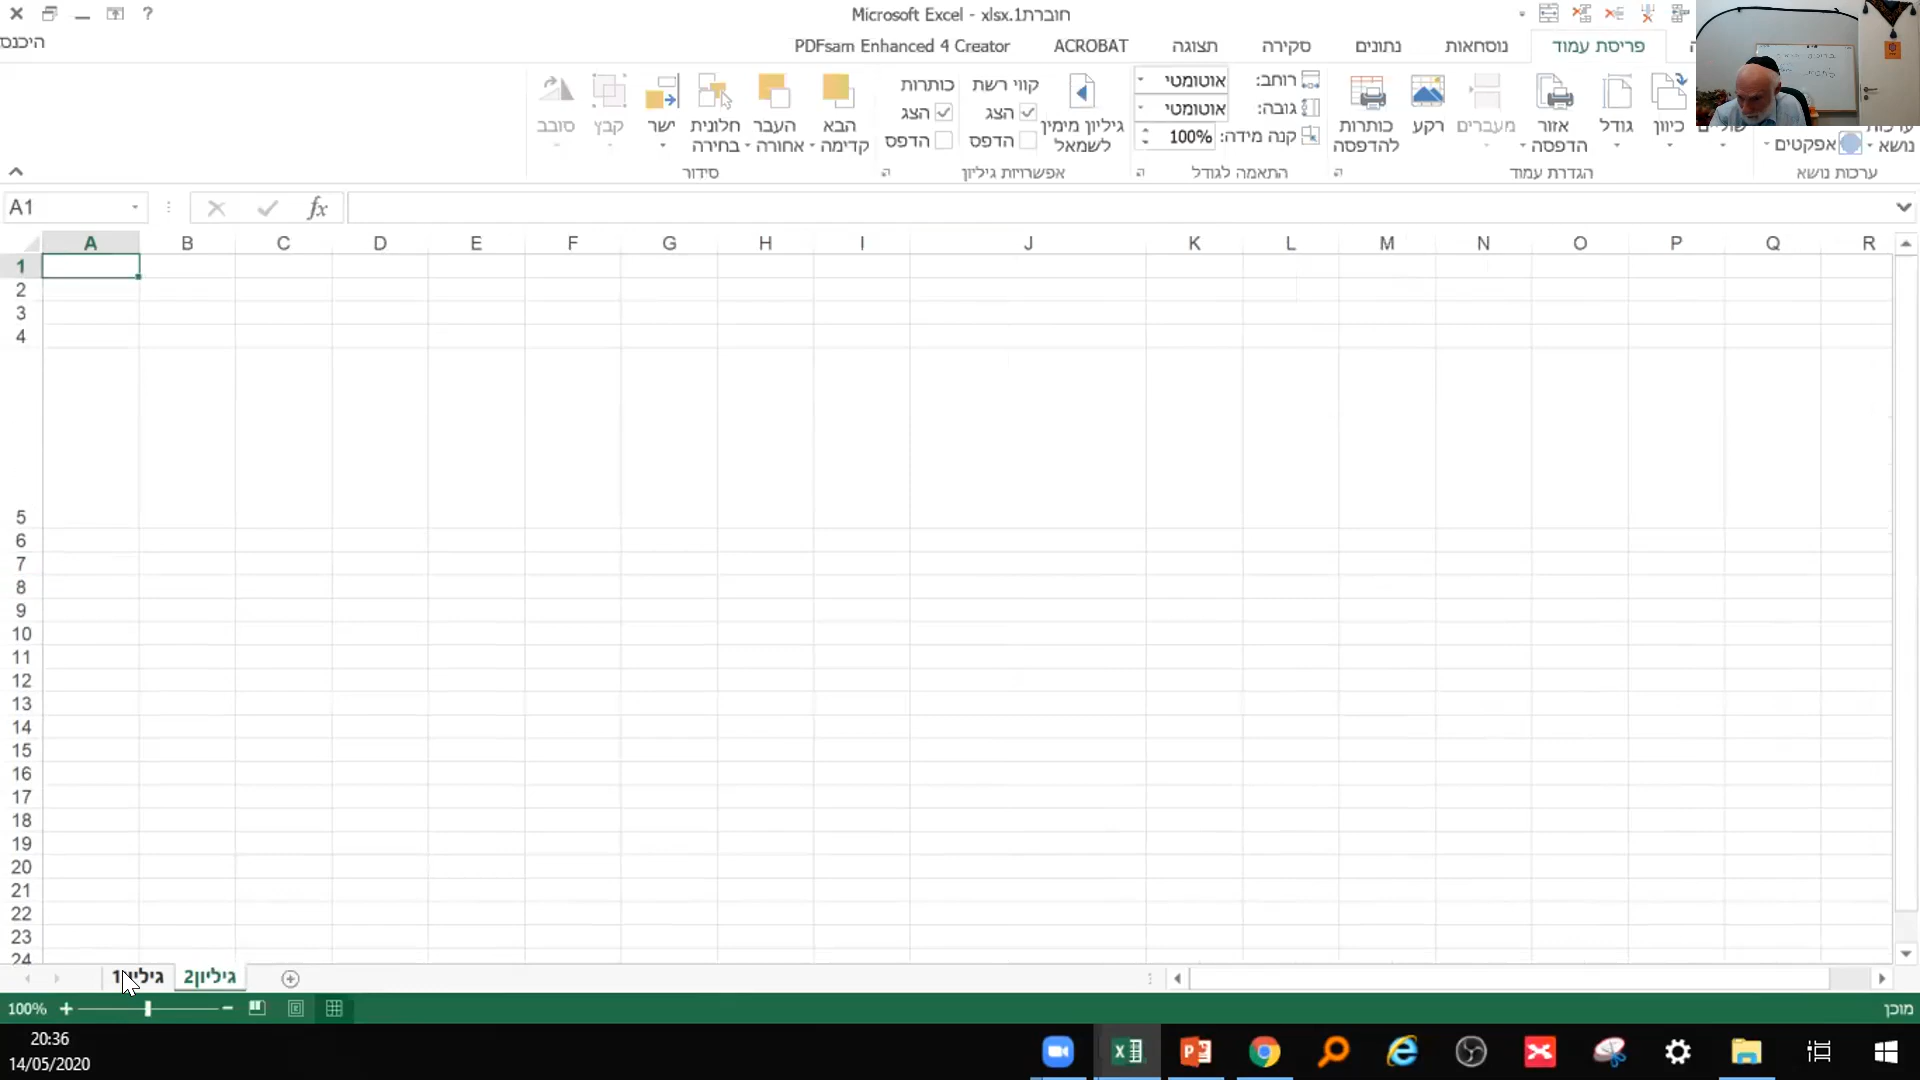 חוברת1.xlsx - Microsoft Excel
?
היכנס
פריסת עמוד
נוסחאות
נתונים
סקירה
תצוגה
ACROBAT
PDFsam Enhanced 4 Creator
ערכות נושא
אפקטים
ערכות נושא
כיוון
גודל
אזור הדפסה
מעברים
רקע
כותרות להדפסה
הגדרת עמוד
רוחב: אוטומטי
גובה: אוטומטי
קנה מידה: 100%
התאמה לגודל
גיליון מימין לשמאל
קווי רשת
הצג
הדפס
כותרות
הצג
הדפס
אפשרויות גיליון
הבא קדימה
העבר אחורה
חלונית בחירה
ישר
קבץ
סובב
סידור
A1
fx
A B C D E F G H I J K L M N O P Q R
1
2
3
4
5
6
7
8
9
10
11
12
13
14
15
16
17
18
19
20
21
22
23
24
גיליון2
מוכן
100%
20:36
14/05/2020